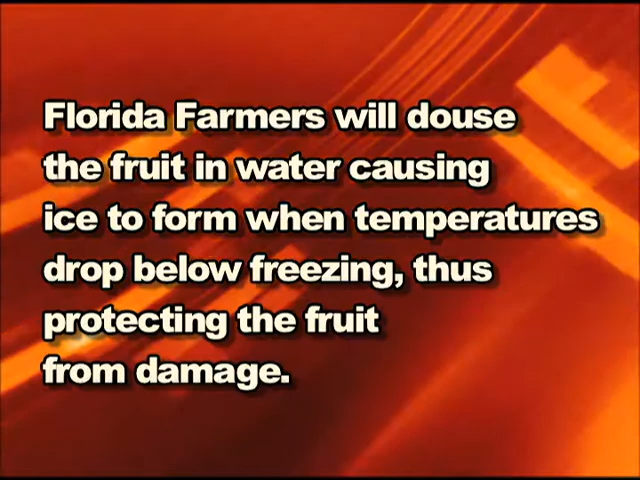 Florida Farmers will douse
the fruit in water causing
ice to form when temperatures
drop below freezing, thus
protecting the fruit
from damage.